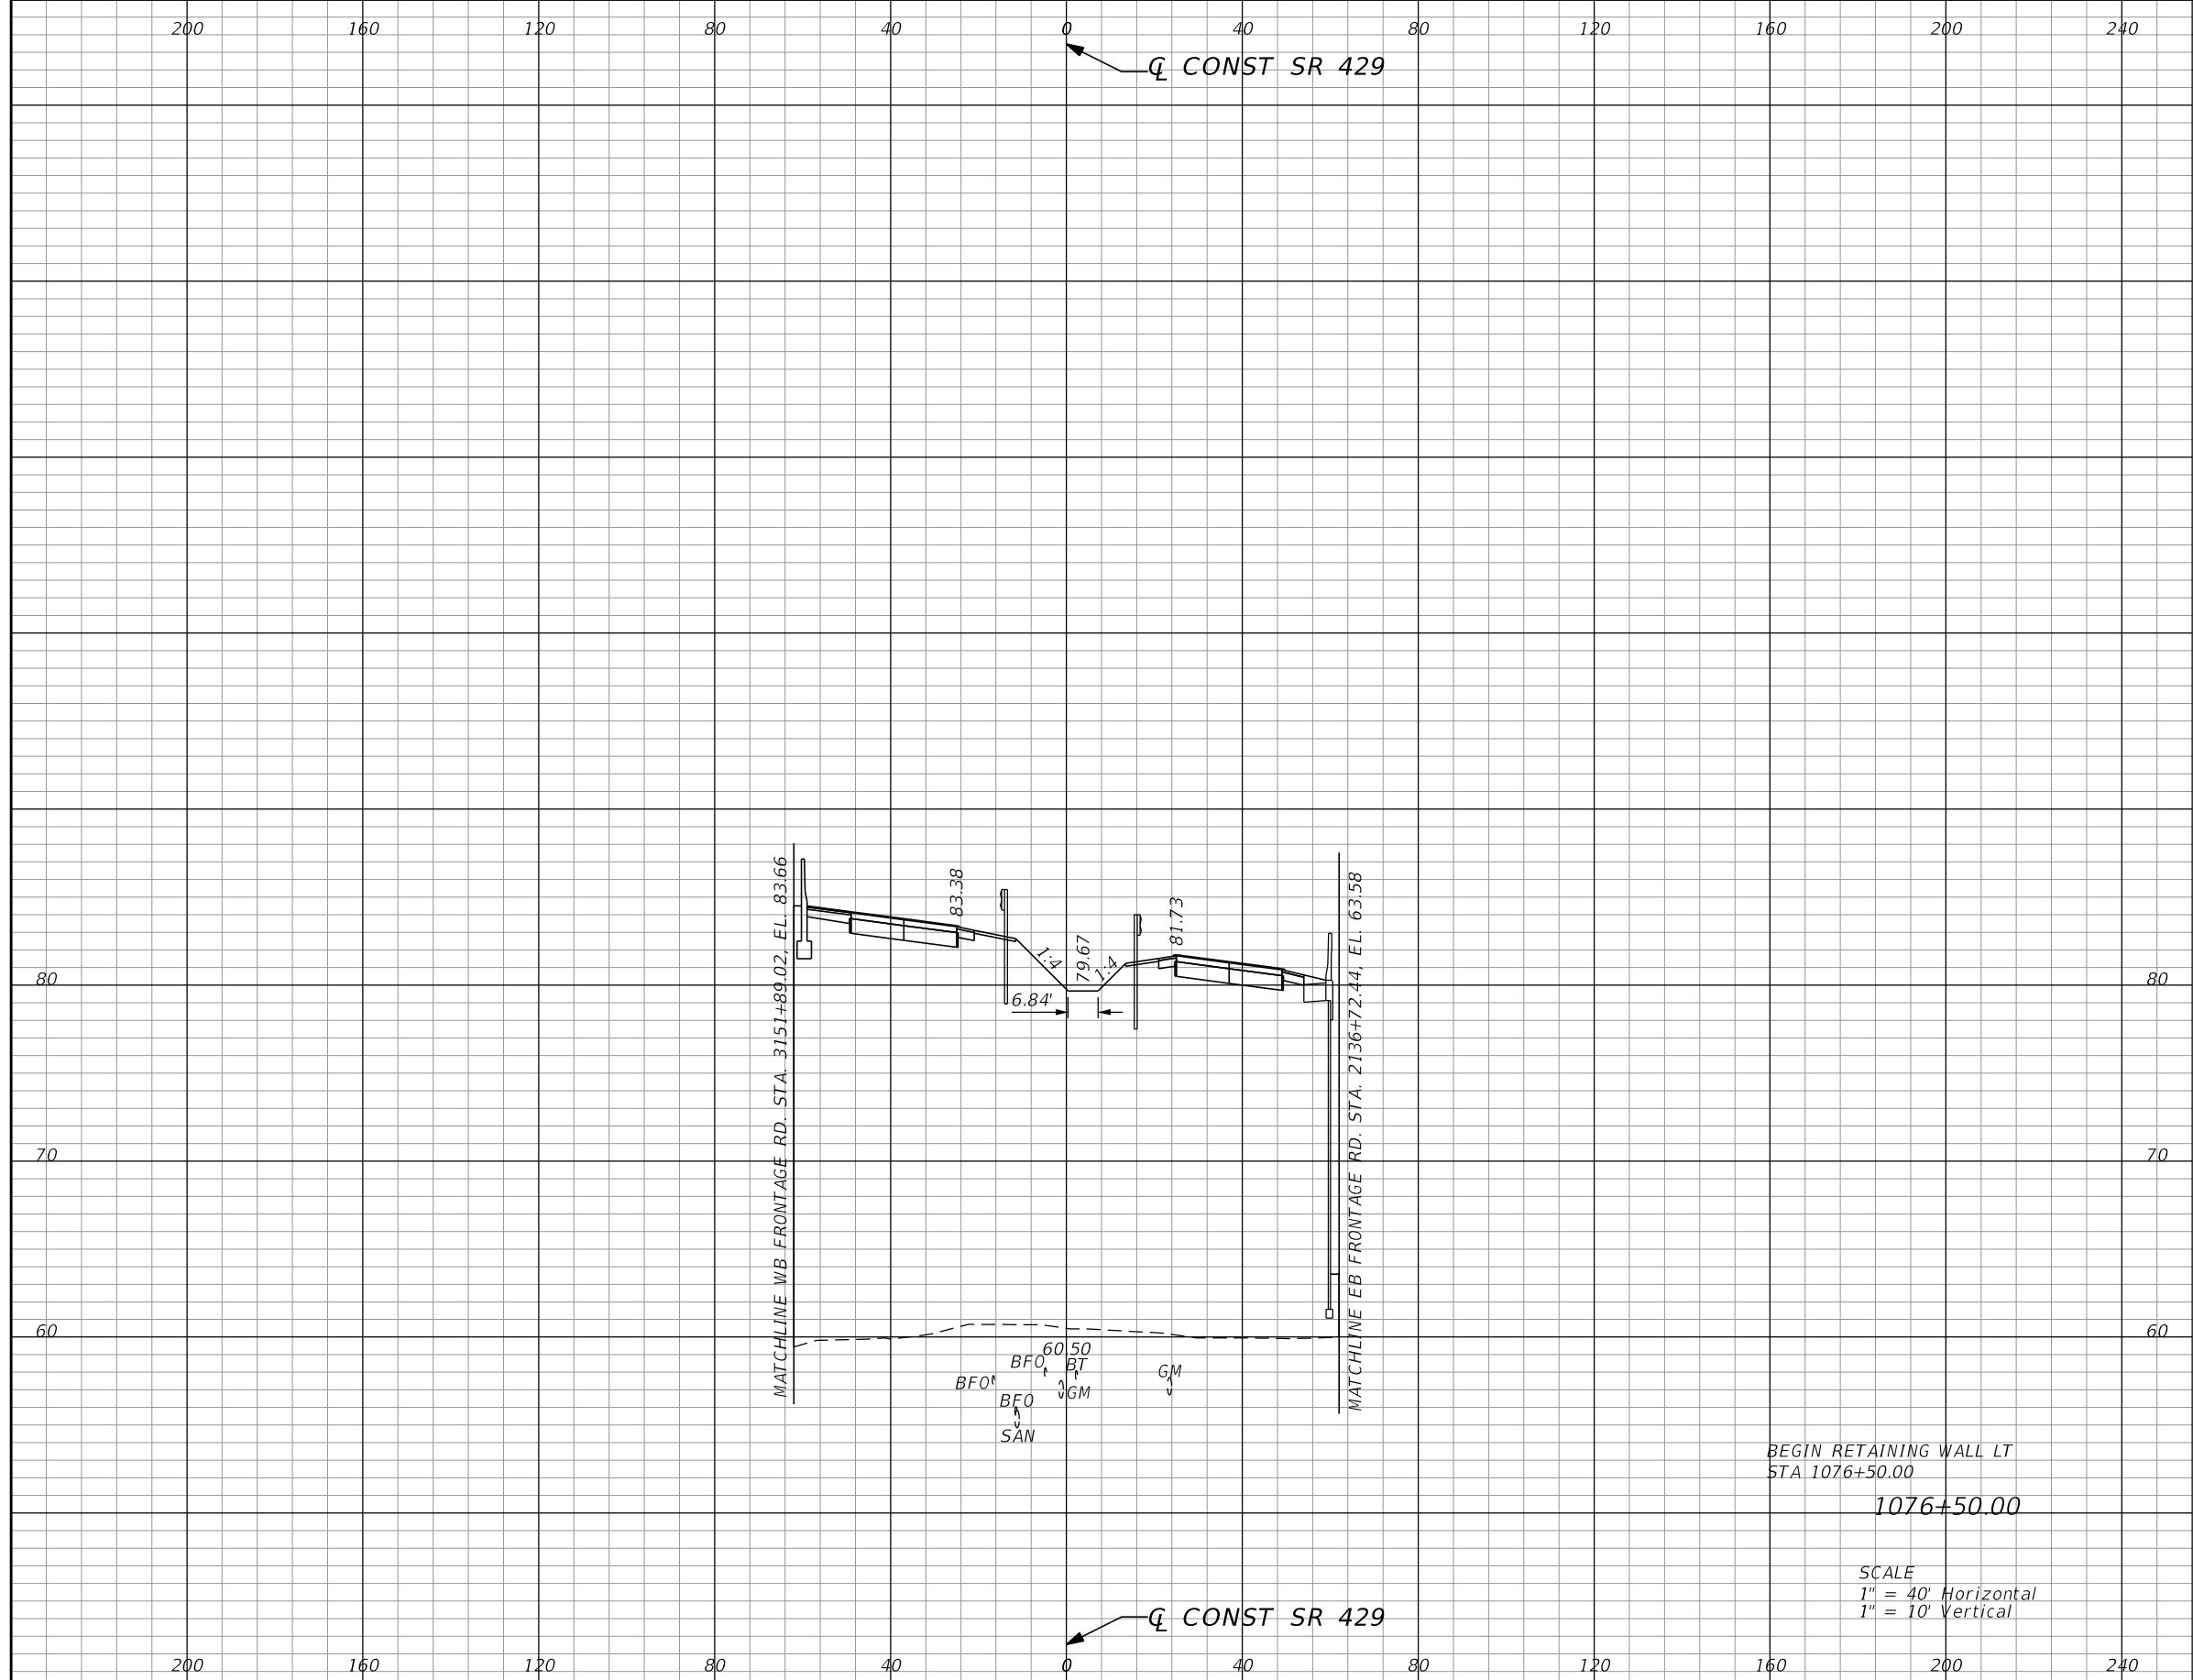 200 160 120 80 40 0 40 80 120 160 200 240
℄ CONST SR 429
MATCHLINE WB FRONTAGE RD. STA. 3151+89.02, EL. 83.66
83.38
1:4
79.67
1:4
6.84'
81.73
MATCHLINE EB FRONTAGE RD. STA. 2136+72.44, EL. 63.58
80 80
70 70
60 60
60.50
BFO BT GM
BFO GM
BFO
SAN
BEGIN RETAINING WALL LT
STA 1076+50.00
1076+50.00
SCALE
1" = 40' Horizontal
1" = 10' Vertical
℄ CONST SR 429
200 160 120 80 40 0 40 80 120 160 200 240